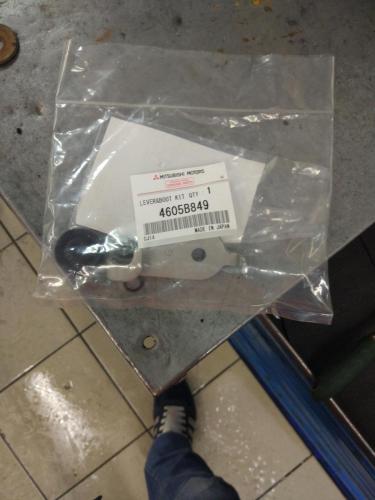 MITSUBISHI MOTORS
LEVER&BOOT KIT QTY 1
4605B849
MADE IN JAPAN